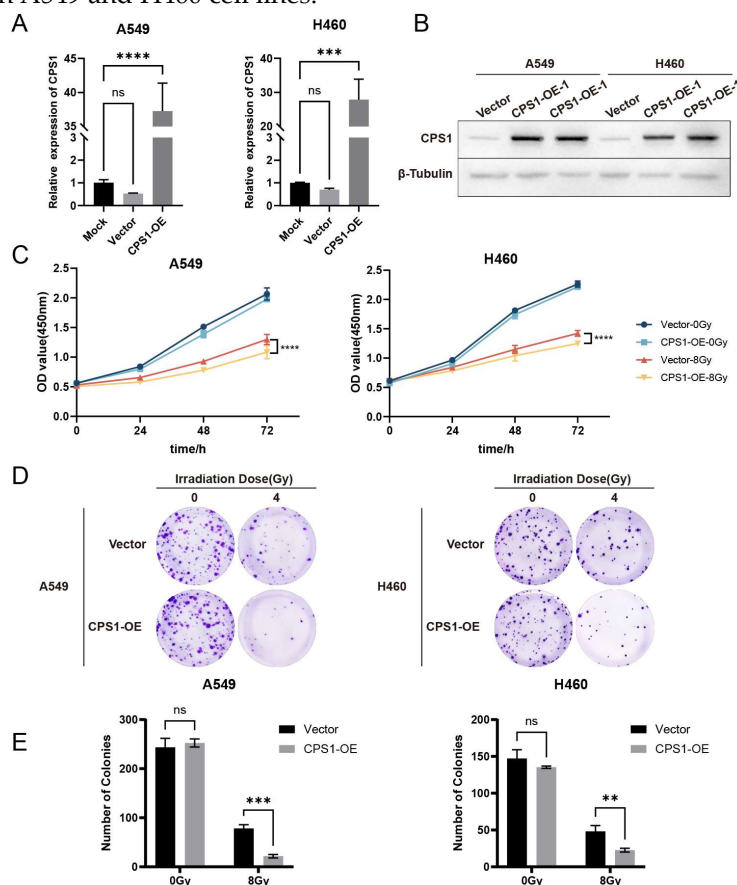 A
B
A549
H460
Relative expression of CPS1
45
40
35
3
2
1
0
ns
****
Mock
Vector
CPS1-OE
Relative expression of CPS1
40
30
20
3
2
1
0
ns
***
Mock
Vector
CPS1-OE
A549
H460
Vector
CPS1-OE-1
CPS1-OE-1
Vector
CPS1-OE-1
CPS1-OE-1
CPS1
β-Tubulin
C
A549
OD value(450nm)
2.5
2.0
1.5
1.0
0.5
0.0
0
24
48
72
time/h
****
H460
OD value(450nm)
2.5
2.0
1.5
1.0
0.5
0.0
0
24
48
72
time/h
****
Vector-0Gy
CPS1-OE-0Gy
Vector-8Gy
CPS1-OE-8Gy
D
Irradiation Dose(Gy)
0
4
A549
Vector
CPS1-OE
Irradiation Dose(Gy)
0
4
H460
Vector
CPS1-OE
E
A549
Number of Colonies
300
200
100
0
ns
***
0Gy
8Gy
Vector
CPS1-OE
H460
Number of Colonies
200
150
100
50
0
ns
**
0Gy
8Gy
Vector
CPS1-OE